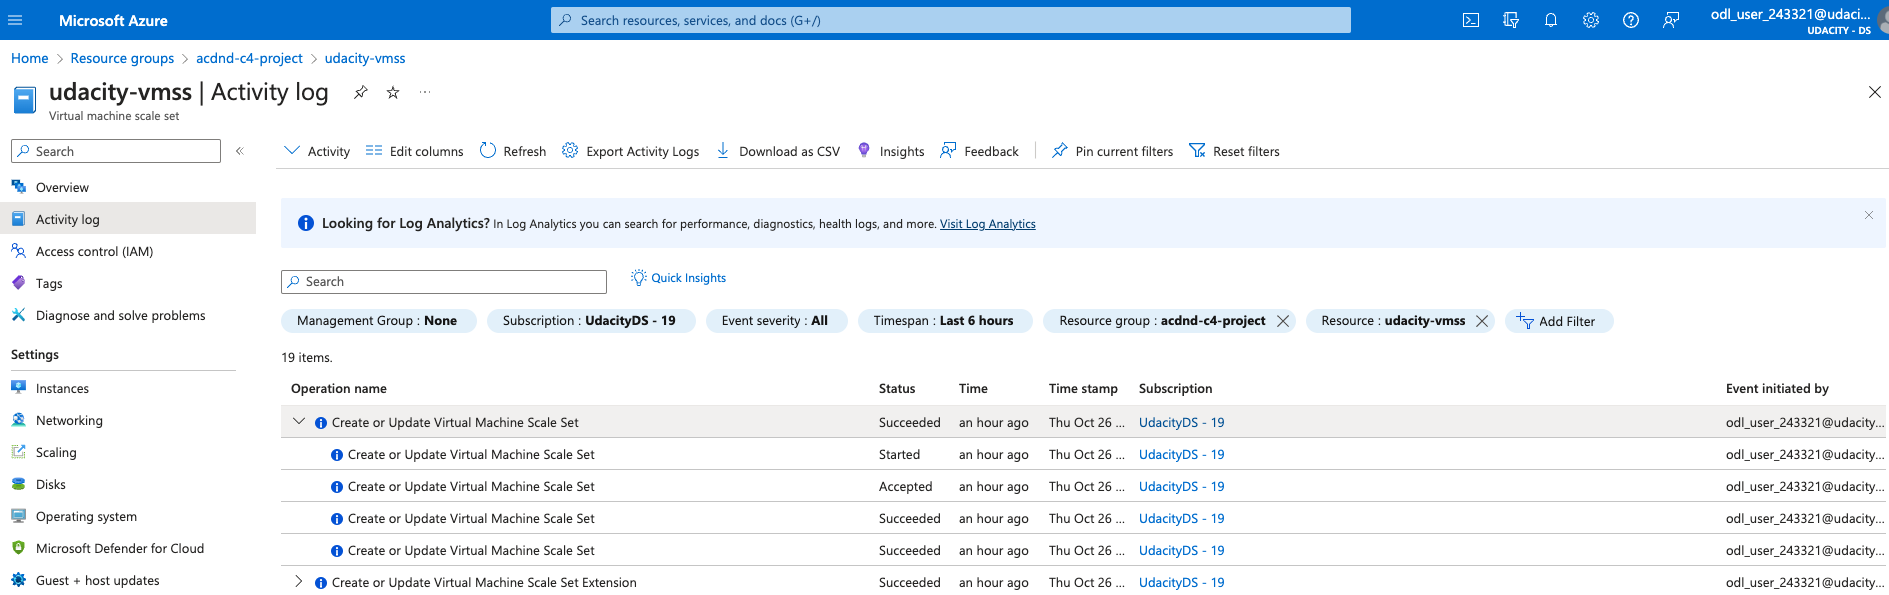 Microsoft Azure
Search resources, services, and docs (G+/)
odl_user_243321@udaci...
UDACITY - DS
Home > Resource groups > acdnd-c4-project > udacity-vmss
udacity-vmss | Activity log
Virtual machine scale set
Search
Overview
Activity log
Access control (IAM)
Tags
Diagnose and solve problems
Settings
Instances
Networking
Scaling
Disks
Operating system
Microsoft Defender for Cloud
Guest + host updates
Activity Edit columns Refresh Export Activity Logs Download as CSV Insights Feedback Pin current filters Reset filters
Looking for Log Analytics? In Log Analytics you can search for performance, diagnostics, health logs, and more. Visit Log Analytics
Search Quick Insights
Management Group : None Subscription : UdacityDS - 19 Event severity : All Timespan : Last 6 hours Resource group : acdnd-c4-project Resource : udacity-vmss Add Filter
19 items.
Operation name Status Time Time stamp Subscription Event initiated by
Create or Update Virtual Machine Scale Set Succeeded an hour ago Thu Oct 26 ... UdacityDS - 19 odl_user_243321@udacity...
Create or Update Virtual Machine Scale Set Started an hour ago Thu Oct 26 ... UdacityDS - 19 odl_user_243321@udacity...
Create or Update Virtual Machine Scale Set Accepted an hour ago Thu Oct 26 ... UdacityDS - 19 odl_user_243321@udacity...
Create or Update Virtual Machine Scale Set Succeeded an hour ago Thu Oct 26 ... UdacityDS - 19 odl_user_243321@udacity...
Create or Update Virtual Machine Scale Set Succeeded an hour ago Thu Oct 26 ... UdacityDS - 19 odl_user_243321@udacity...
Create or Update Virtual Machine Scale Set Extension Succeeded an hour ago Thu Oct 26 ... UdacityDS - 19 odl_user_243321@udacity...